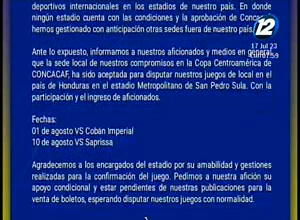 deportivos internacionales en los estadios de nuestro país. En donde
ningún estadio cuenta con las condiciones y la aprobación de
hemos gestionado con anticipación otras sedes fuera de nuestro país.
12
17 Jul 23
Ante lo expuesto, informamos a nuestros aficionados y medios en general
que la sede local de nuestros compromisos en la Copa Centroamérica de
CONCACAF, ha sido aceptada para disputar nuestros juegos de local en el
país de Honduras en el estadio Metropolitano de San Pedro Sula. Con la
participación y el ingreso de aficionados.
Fechas:
01 de agosto VS Cobán Imperial
10 de agosto VS Saprissa
Agradecemos a los encargados del estadio por su amabilidad y gestiones
realizadas para la confirmación del juego. Pedimos a nuestra afición su
apoyo condicional y estar pendientes de nuestras publicaciones para la
venta de boletos, esperando disputar nuestros juegos con normalidad.